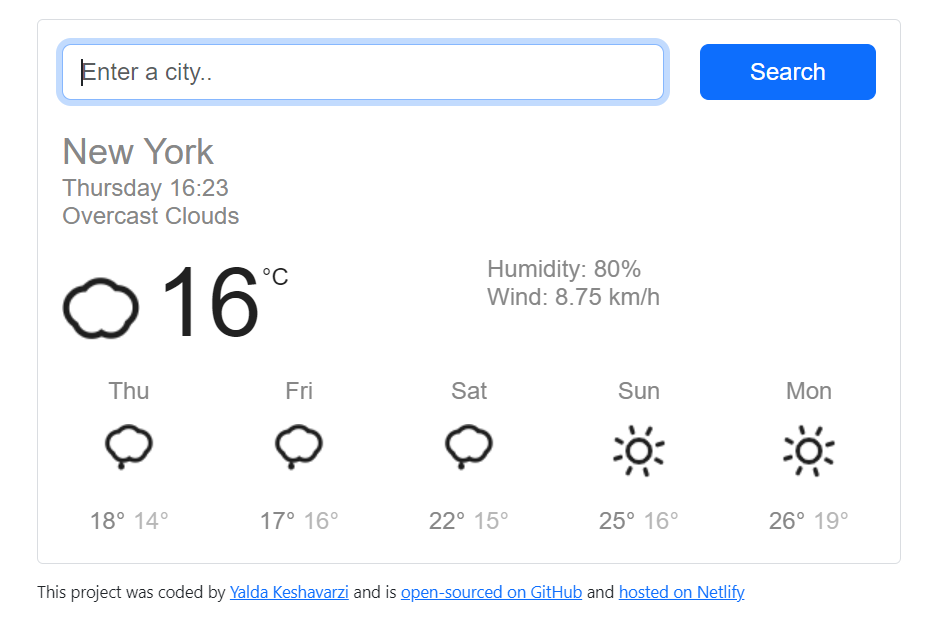 Enter a city..
Search
New York
Thursday 16:23
Overcast Clouds
16°C
Humidity: 80%
Wind: 8.75 km/h
Thu Fri Sat Sun Mon
18° 14° 17° 16° 22° 15° 25° 16° 26° 19°
This project was coded by Yalda Keshavarzi and is open-sourced on GitHub and hosted on Netlify